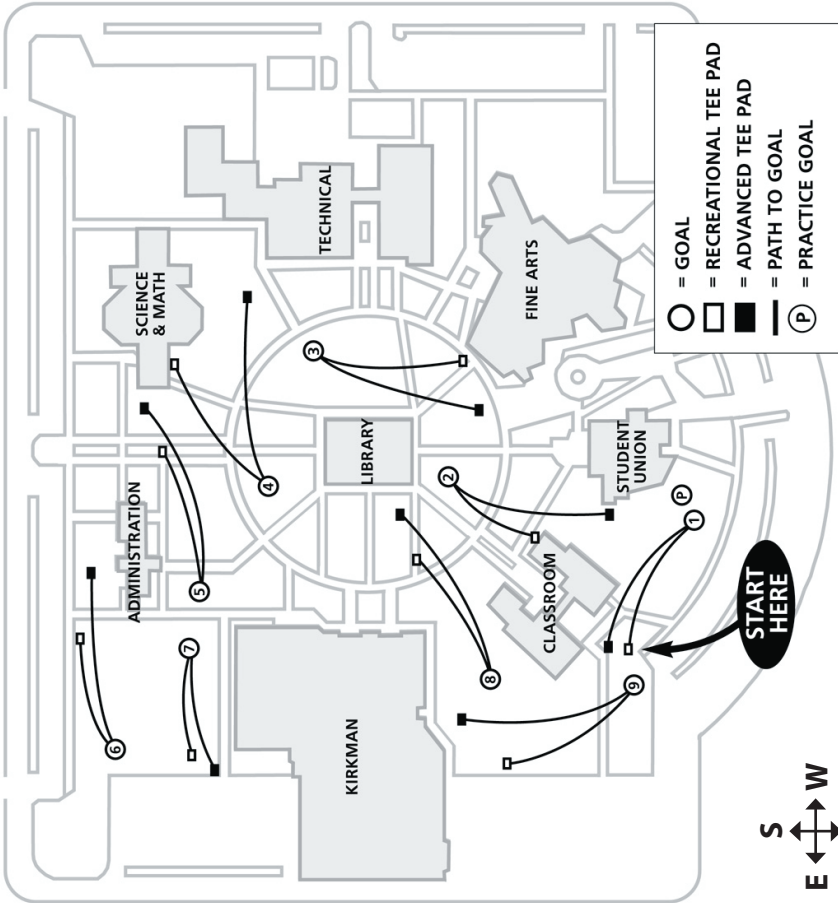 TECHNICAL
SCIENCE
& MATH
FINE ARTS
LIBRARY
STUDENT
UNION
ADMINISTRATION
CLASSROOM
KIRKMAN
1
2
3
4
5
6
7
8
9
P
START
HERE
= GOAL
= RECREATIONAL TEE PAD
= ADVANCED TEE PAD
= PATH TO GOAL
P = PRACTICE GOAL
S
E
W